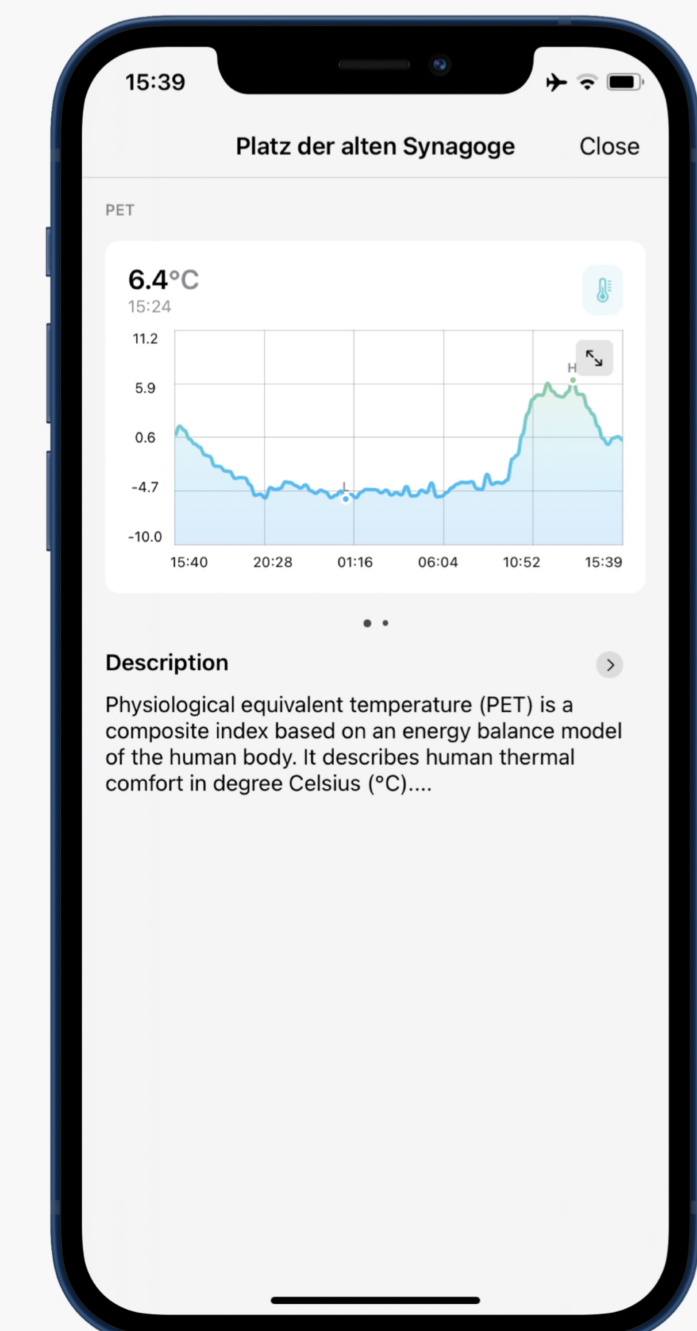 15:39
Platz der alten Synagoge
Close
PET
6.4°C
15:24
11.2
5.9
0.6
-4.7
-10.0
H
L
15:40 20:28 01:16 06:04 10:52 15:39
Description
Physiological equivalent temperature (PET) is a
composite index based on an energy balance model
of the human body. It describes human thermal
comfort in degree Celsius (°C)....